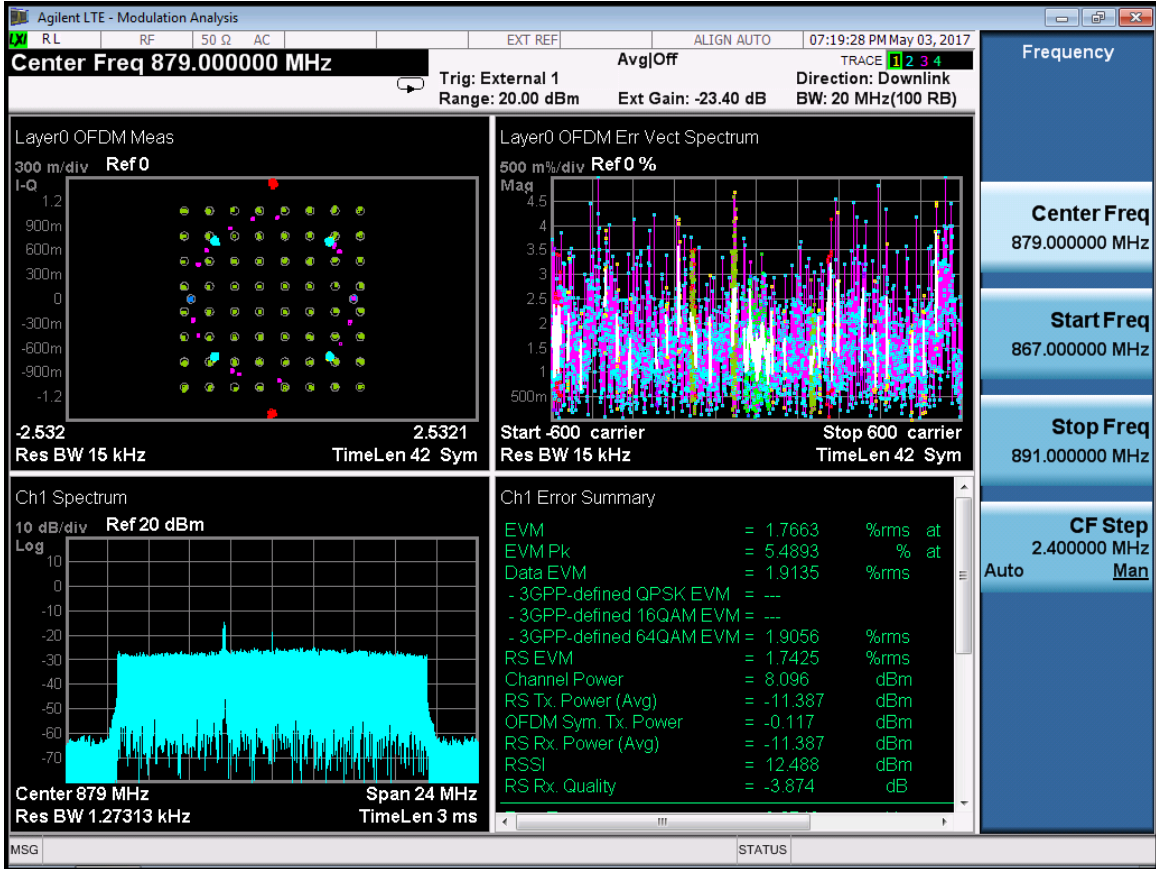 Agilent LTE - Modulation Analysis
LXI RL RF 50 Ω AC EXT REF ALIGN AUTO 07:19:28 PM May 03, 2017
Center Freq 879.000000 MHz
Avg|Off
TRACE 1 2 3 4
Trig: External 1
Direction: Downlink
Range: 20.00 dBm
Ext Gain: -23.40 dB
BW: 20 MHz(100 RB)
Layer0 OFDM Meas
300 m/div Ref 0
I-Q
1.2
900m
600m
300m
0
-300m
-600m
-900m
-1.2
-2.532 2.5321
Res BW 15 kHz TimeLen 42 Sym
Layer0 OFDM Err Vect Spectrum
500 m%/div Ref 0 %
Mag
4.5
4
3.5
3
2.5
2
1.5
1
500m
Start -600 carrier Stop 600 carrier
Res BW 15 kHz TimeLen 42 Sym
Ch1 Spectrum
10 dB/div Ref 20 dBm
Log
10
0
-10
-20
-30
-40
-50
-60
-70
Center 879 MHz Span 24 MHz
Res BW 1.27313 kHz TimeLen 3 ms
Ch1 Error Summary
EVM = 1.7663 %rms at
EVM Pk = 5.4893 % at
Data EVM = 1.9135 %rms
- 3GPP-defined QPSK EVM = ---
- 3GPP-defined 16QAM EVM = ---
- 3GPP-defined 64QAM EVM = 1.9056 %rms
RS EVM = 1.7425 %rms
Channel Power = 8.096 dBm
RS Tx. Power (Avg) = -11.387 dBm
OFDM Sym. Tx. Power = -0.117 dBm
RS Rx. Power (Avg) = -11.387 dBm
RSSI = 12.488 dBm
RS Rx. Quality = -3.874 dB
Frequency
Center Freq
879.000000 MHz
Start Freq
867.000000 MHz
Stop Freq
891.000000 MHz
CF Step
2.400000 MHz
Auto Man
MSG STATUS